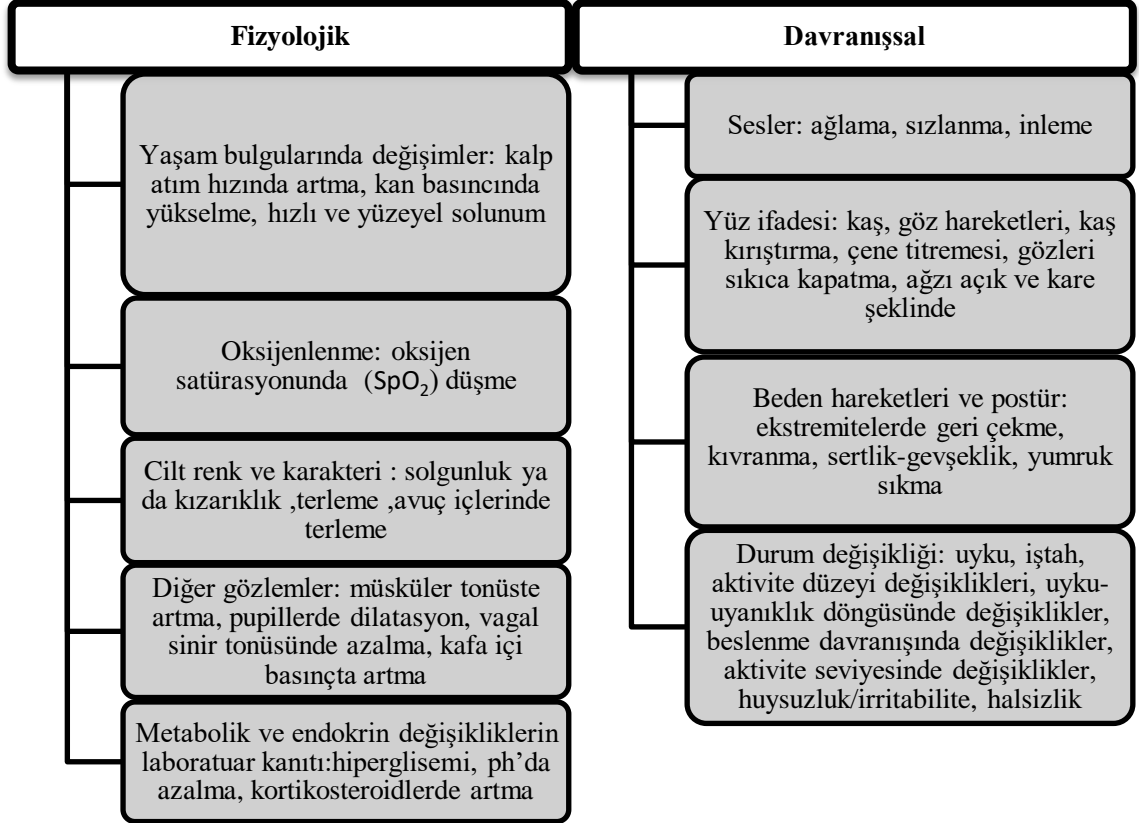 Fizyolojik
Yaşam bulgularında değişimler: kalp
atım hızında artma, kan basıncında
yükselme, hızlı ve yüzeyel solunum
Oksijenlenme: oksijen
satürasyonunda (SpO₂) düşme
Cilt renk ve karakteri : solgunluk ya
da kızarıklık ,terleme ,avuç içlerinde
terleme
Diğer gözlemler: müsküler tonüste
artma, pupillerde dilatasyon, vagal
sinir tonüsünde azalma, kafa içi
basınçta artma
Metabolik ve endokrin değişikliklerin
laboratuar kanıtı:hiperglisemi, ph’da
azalma, kortikosteroidlerde artma
Davranışsal
Sesler: ağlama, sızlanma, inleme
Yüz ifadesi: kaş, göz hareketleri, kaş
kırıştırma, çene titremesi, gözleri
sıkıca kapatma, ağzı açık ve kare
şeklinde
Beden hareketleri ve postür:
ekstremitelerde geri çekme,
kıvranma, sertlik-gevşeklik, yumruk
sıkma
Durum değişikliği: uyku, iştah,
aktivite düzeyi değişiklikleri, uyku-
uyanıklık döngüsünde değişiklikler,
beslenme davranışında değişiklikler,
aktivite seviyesinde değişiklikler,
huysuzluk/irritabilite, halsizlik